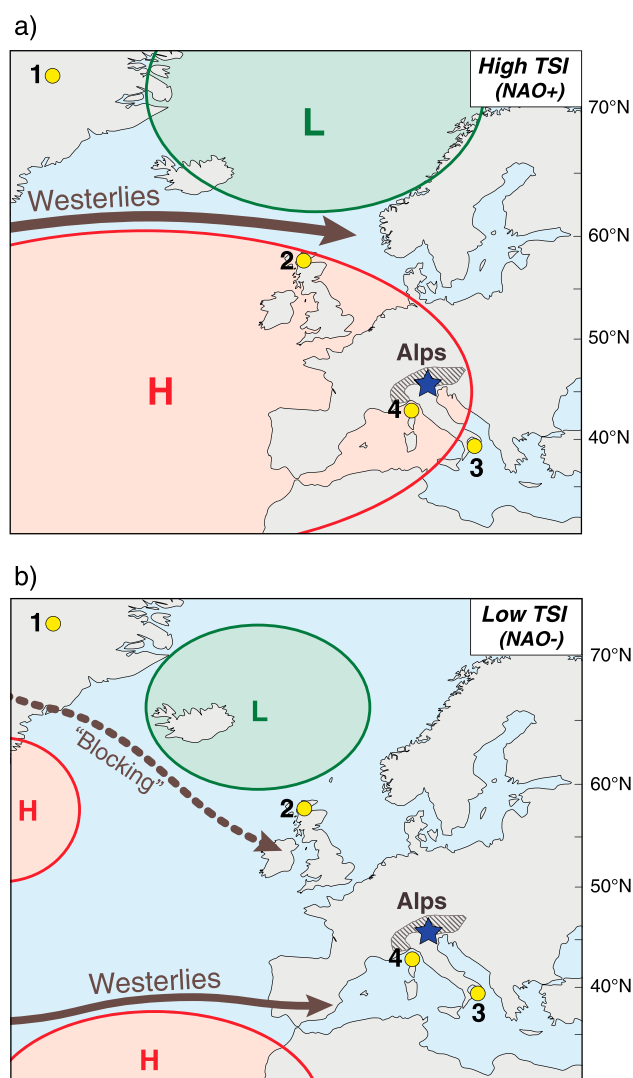 a)
High TSI
(NAO+)
1
70°N
L
Westerlies
60°N
2
50°N
Alps
H
4
40°N
3
b)
Low TSI
(NAO-)
1
70°N
L
"Blocking"
60°N
H
2
50°N
Alps
4
Westerlies
40°N
3
H